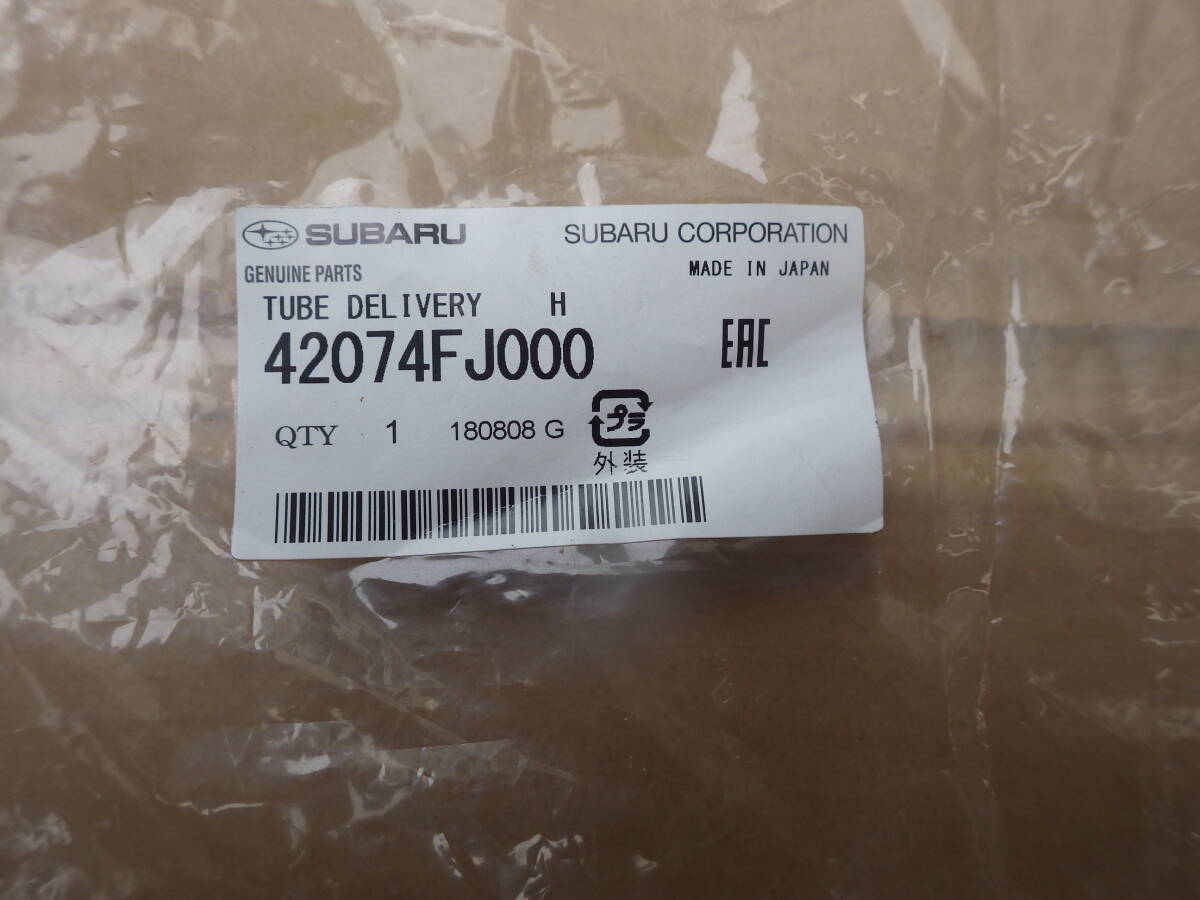 SUBARU SUBARU CORPORATION
GENUINE PARTS MADE IN JAPAN
TUBE DELIVERY H
42074FJ000 EAC
QTY 1 180808 G プラ
外装